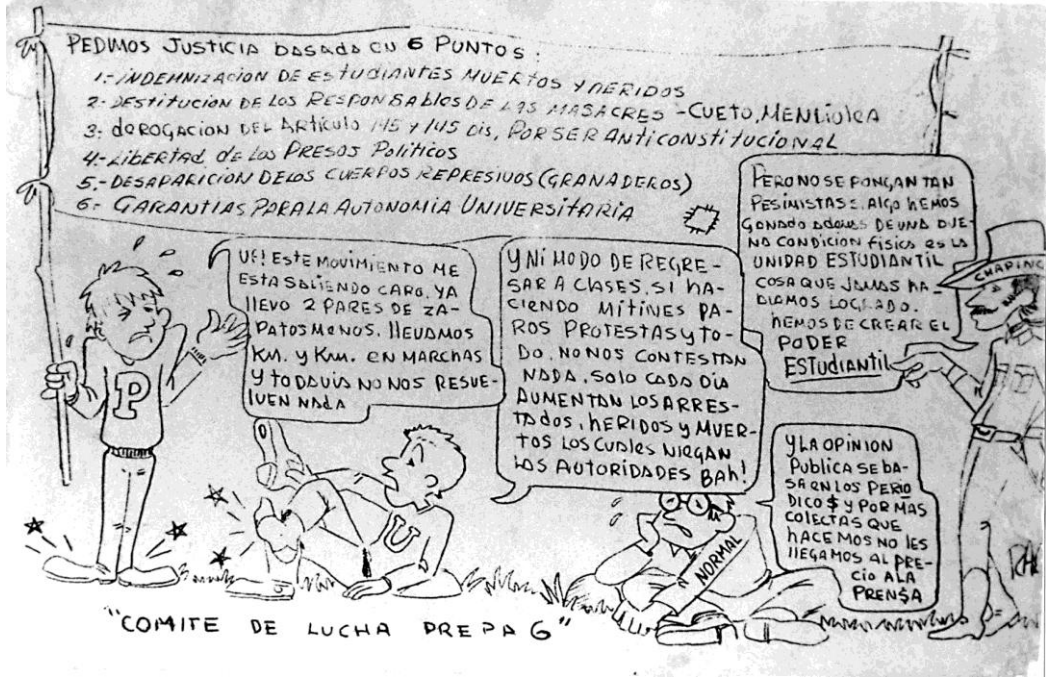 PEDIMOS JUSTICIA BASADA EN 6 PUNTOS:
1.- INDEMNIZACION DE ESTUDIANTES MUERTOS Y HERIDOS
2- DESTITUCION DE LOS RESPONSABLES DE LAS MASACRES - CUETO, MENDIOLEA
3- dEROGACION DEL ARTICULO 145 Y 145 BIS, POR SER ANTICONSTITUCIONAL
4- LIBERTAD de LOS PRESOS POLÍTICOS
5.- DESAPARICION DE LOS CUERPOS REPRESIVOS (GRANADEROS)
6- GARANTIAS PARA LA AUTONOMIA UNIVERSITARIA
UF! ESTE MOVIMIENTO ME
ESTA SALIENDO CARO. YA
LLEVO 2 PARES DE ZA-
PATOS MENOS. llEVAMOS
KM. Y KM. EN MARCHAS
Y TODAVIA NO NOS RESUE-
lVEN NADA
Y NI MODO DE REGRE-
SAR A CLASES, SI hA-
CIENDO MÍTINES PA-
ROS PROTESTAS Y TO-
DO. NO NOS CONTESTAN
NADA, SOLO CADA DÍA
AUMENTAN LOS ARRES-
TADOS, hERIDOS Y MUER-
TOS LOS CUALES NIEGAN
LAS AUTORIDADES BAH!
PERO NO SE PONGAN TAN
PESIMISTAS. ALGO hEMOS
GANADO ADEMAS DE UNA BUE-
NA CONDICION física es LA
UNIDAD ESTUDIANTIL
COSA QUE JAMAS HA-
BIAMOS LOGRADO.
hEMOS DE CREAR EL
PODER
ESTUDIANTIL
Y LA OPINION
PUBLICA SE BA-
SA EN LOS PERIO
DICO$ Y POR MAS
COLECTAS QUE
hACEMOS NO LES
llEGAMOS AL PRE-
CIO A LA
PREN$A
CHAPING
P
U
NORMAL
"COMITE DE LUCHA PREPA 6"